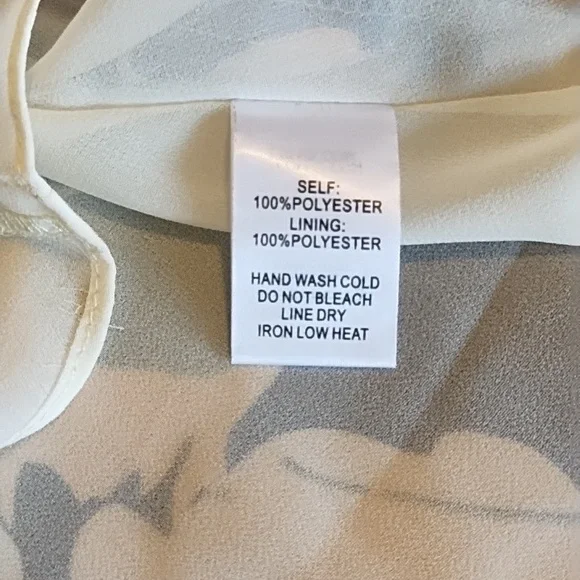 SELF:
100%POLYESTER
LINING:
100%POLYESTER
HAND WASH COLD
DO NOT BLEACH
LINE DRY
IRON LOW HEAT